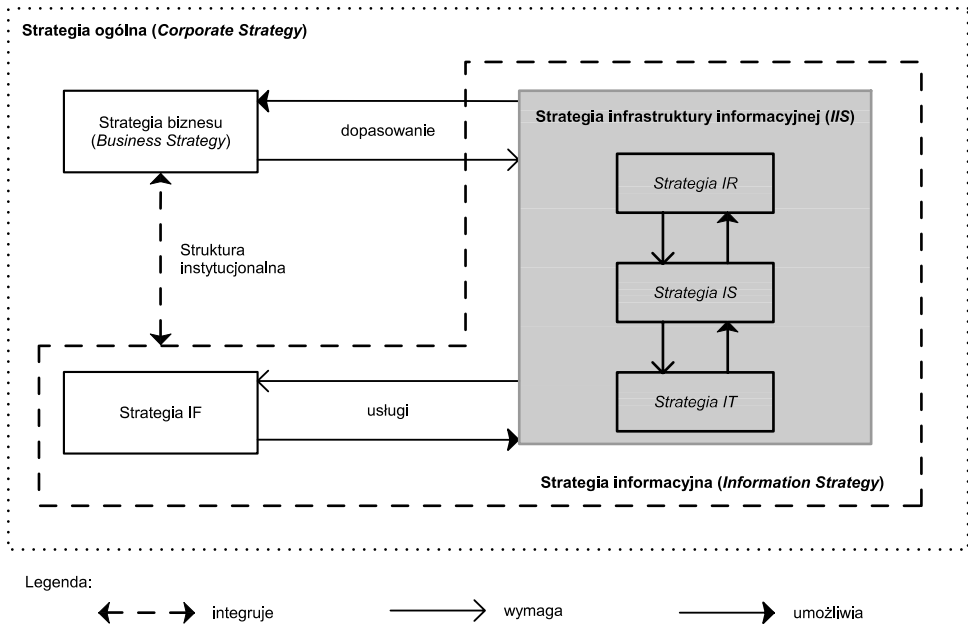 Strategia ogólna (Corporate Strategy)
Strategia biznesu
(Business Strategy)
dopasowanie
Strategia infrastruktury informacyjnej (IIS)
Strategia IR
Struktura
instytucjonalna
Strategia IS
Strategia IF
usługi
Strategia IT
Strategia informacyjna (Information Strategy)
Legenda:
integruje
wymaga
umożliwia